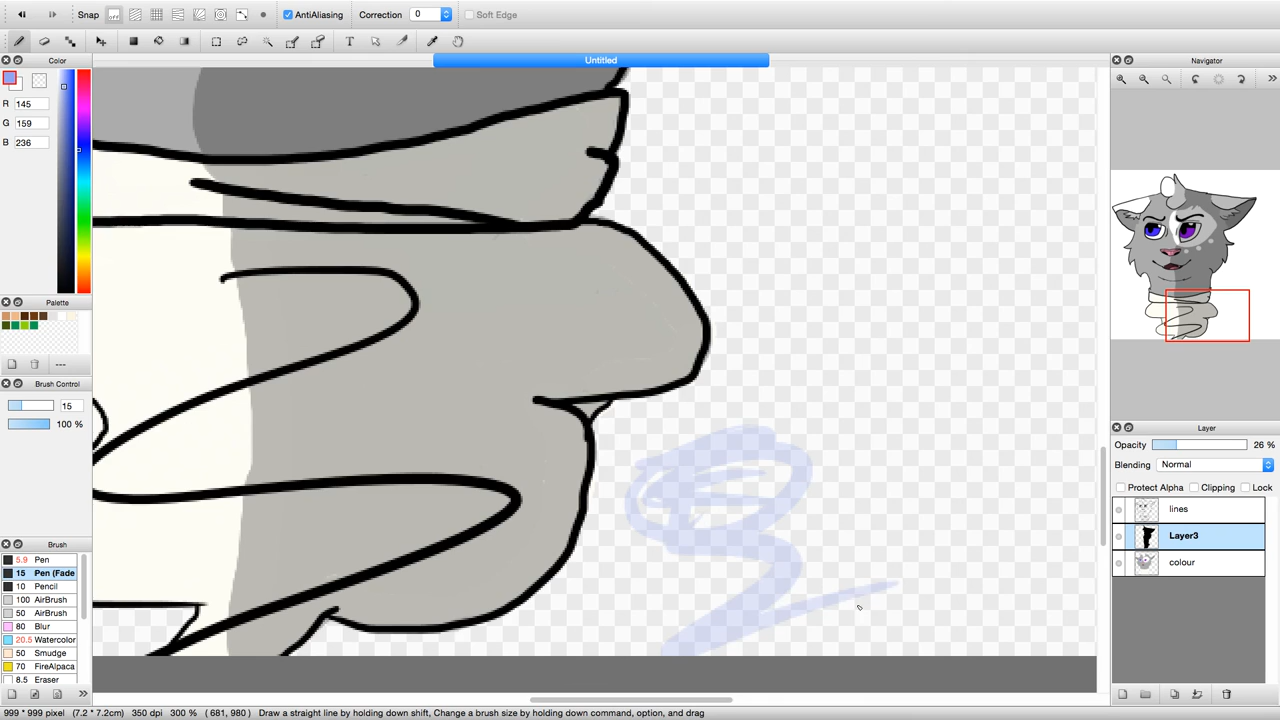 Snap AntiAliasing Correction 0 Soft Edge
Untitled
Color
R 145
G 159
B 236
Palette
---
Brush Control
15
100 %
Brush
5.9 Pen
15 Pen (Fade
10 Pencil
100 AirBrush
50 AirBrush
80 Blur
20.5 Watercolor
50 Smudge
70 FireAlpaca
8.5 Eraser
Navigator
Layer
Opacity 26 %
Blending Normal
Protect Alpha Clipping Lock
lines
Layer3
colour
999 * 999 pixel (7.2 * 7.2cm) 350 dpi 300 % ( 681, 980 ) Draw a straight line by holding down shift, Change a brush size by holding down command, option, and drag